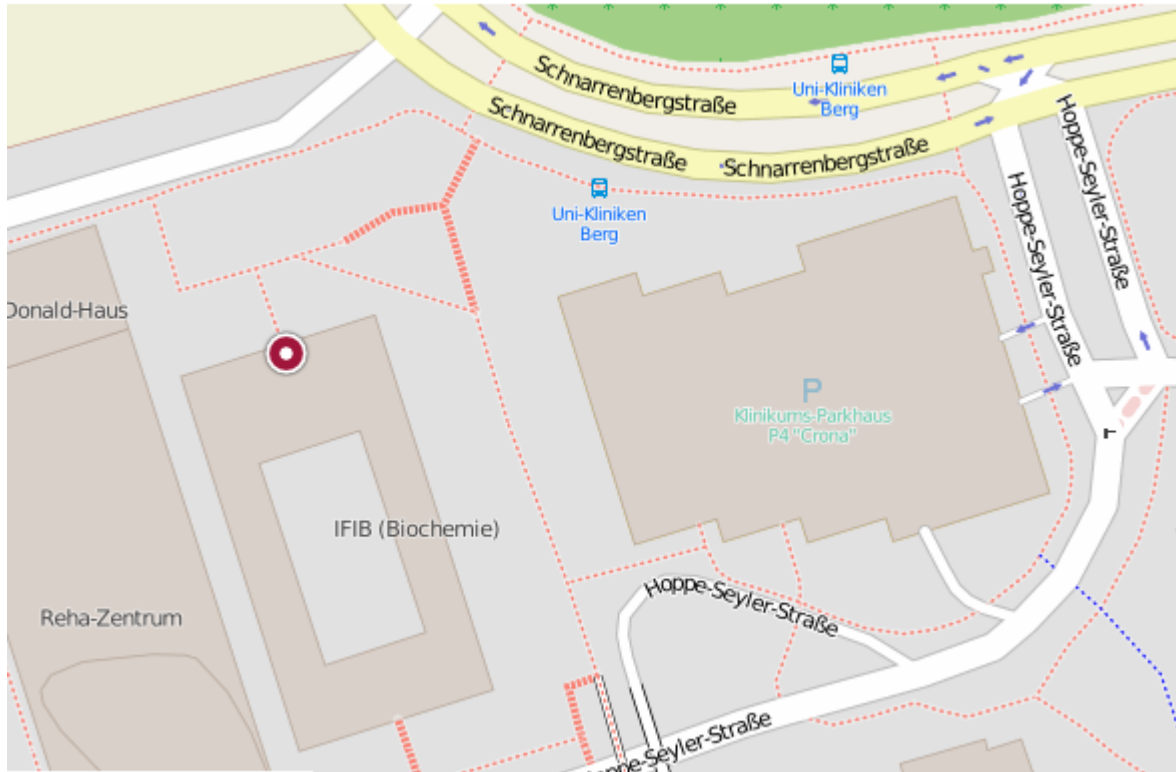 Schnarrenbergstraße
Uni-Kliniken
Berg
Schnarrenbergstraße
Schnarrenbergstraße
Hoppe-Seyler-Straße
Hoppe-Seyler-Straße
Uni-Kliniken
Berg
Donald-Haus
P
Klinikums-Parkhaus
P4 "Crona"
IFIB (Biochemie)
Hoppe-Seyler-Straße
Reha-Zentrum
Hoppe-Seyler-Straße